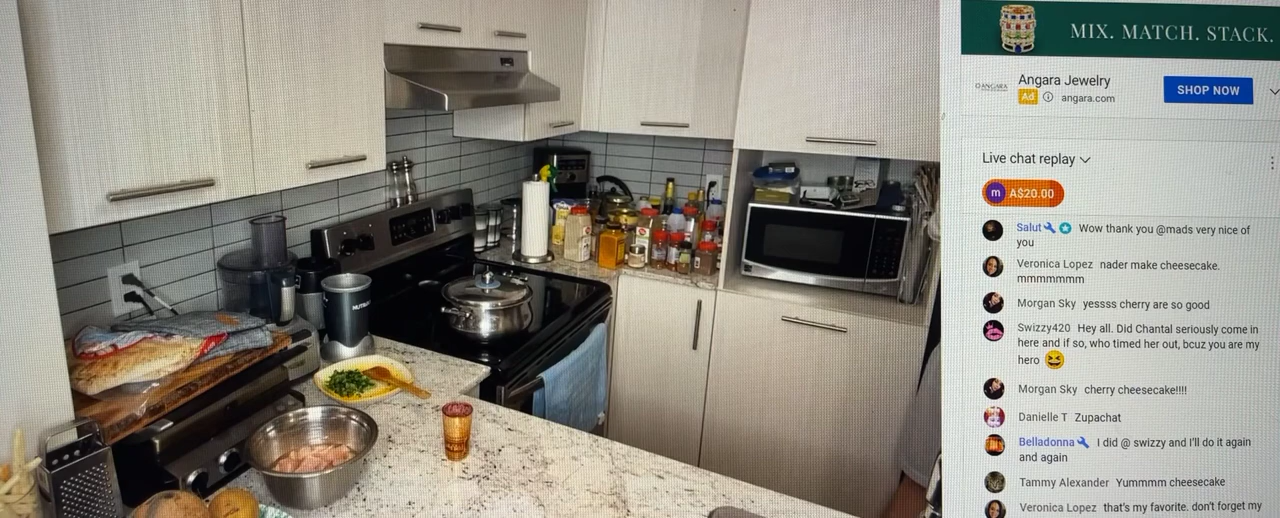 MIX. MATCH. STACK.
ANGARA
Angara Jewelry
Ad angara.com
SHOP NOW
Live chat replay
m A$20.00
Salut Wow thank you @mads very nice of
you
Veronica Lopez nader make cheesecake.
mmmmmmm
Morgan Sky yessss cherry are so good
Swizzy420 Hey all. Did Chantal seriously come in
here and if so, who timed her out, bcuz you are my
hero
Morgan Sky cherry cheesecake!!!!
Danielle T Zupachat
Belladonna I did @ swizzy and I'll do it again
and again
Tammy Alexander Yummmm cheesecake
Veronica Lopez that's my favorite. don't forget my